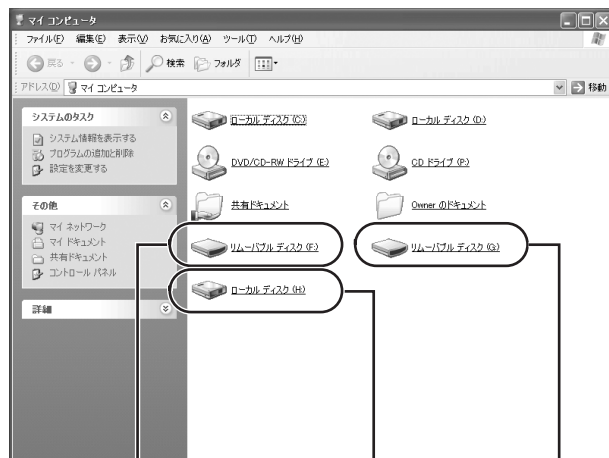 マイ コンピュータ
ファイル(F) 編集(E) 表示(V) お気に入り(A) ツール(T) ヘルプ(H)
戻る 検索 フォルダ
アドレス(D) マイ コンピュータ 移動
システムのタスク
システム情報を表示する
プログラムの追加と削除
設定を変更する
その他
マイ ネットワーク
マイ ドキュメント
共有ドキュメント
コントロール パネル
詳細
ローカル ディスク (C:) ローカル ディスク (D:)
DVD/CD-RW ドライブ (E:) CD ドライブ (P:)
共有ドキュメント Owner のドキュメント
リムーバブル ディスク (F:) リムーバブル ディスク (G:)
ローカル ディスク (H:)